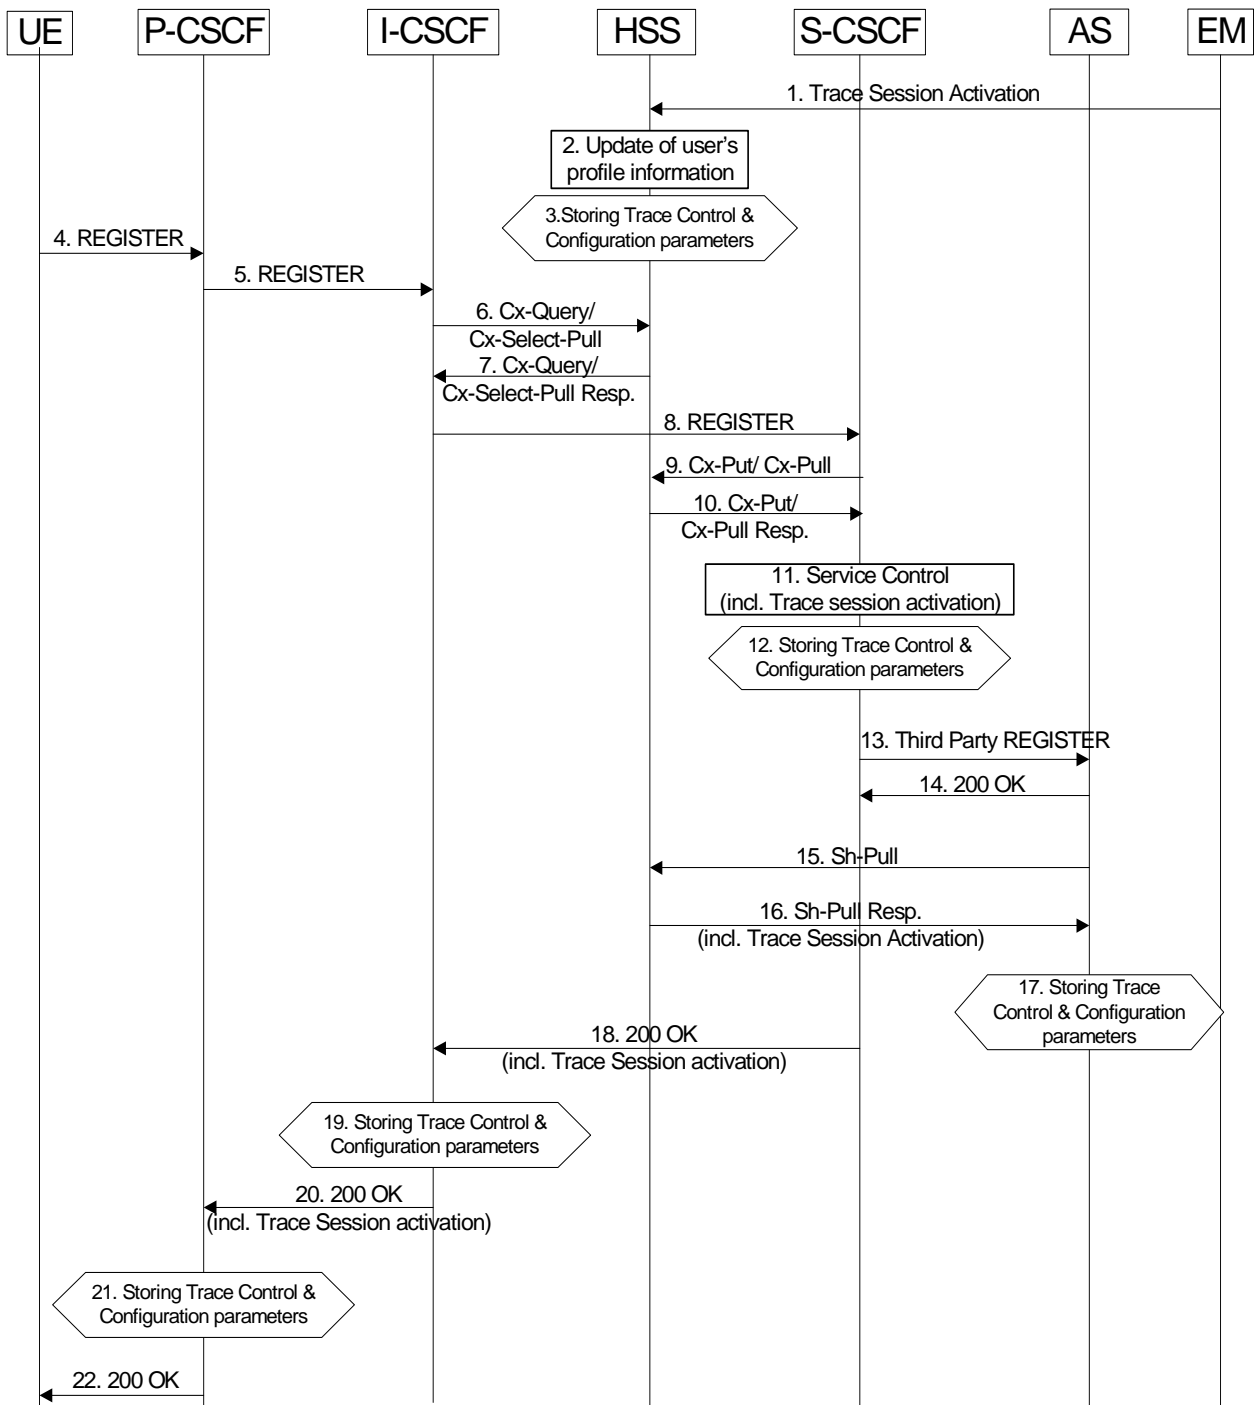 UE
P-CSCF
I-CSCF
HSS
S-CSCF
AS
EM
1. Trace Session Activation
2. Update of user's
profile information
3.Storing Trace Control &
Configuration parameters
4. REGISTER
5. REGISTER
6. Cx-Query/
Cx-Select-Pull
7. Cx-Query/
Cx-Select-Pull Resp.
8. REGISTER
9. Cx-Put/ Cx-Pull
10. Cx-Put/
Cx-Pull Resp.
11. Service Control
(incl. Trace session activation)
12. Storing Trace Control &
Configuration parameters
13. Third Party REGISTER
14. 200 OK
15. Sh-Pull
16. Sh-Pull Resp.
(incl. Trace Session Activation)
17. Storing Trace
Control & Configuration
parameters
18. 200 OK
(incl. Trace Session activation)
19. Storing Trace Control &
Configuration parameters
20. 200 OK
(incl. Trace Session activation)
21. Storing Trace Control &
Configuration parameters
22. 200 OK